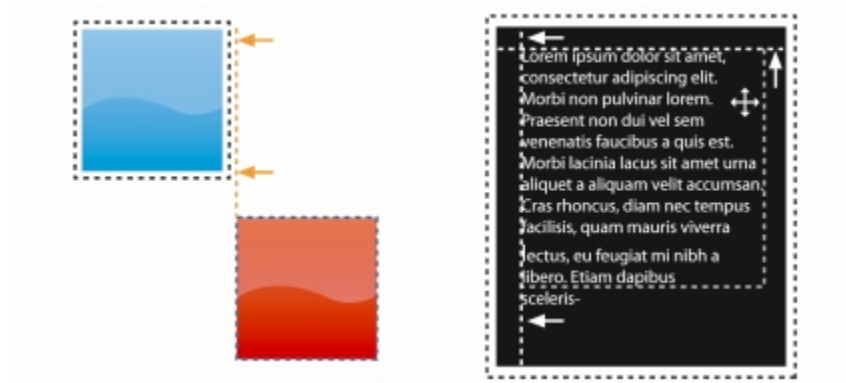 Lorem ipsum dolor sit amet,
consectetur adipiscing elit.
Morbi non pulvinar lorem.
Praesent non dui vel sem
venenatis faucibus a quis est.
Morbi lacinia lacus sit amet urna
aliquet a aliquam velit accumsan.
Cras rhoncus, diam nec tempus
facilisis, quam mauris viverra
lectus, eu feugiat mi nibh a
libero. Etiam dapibus
sceleris-